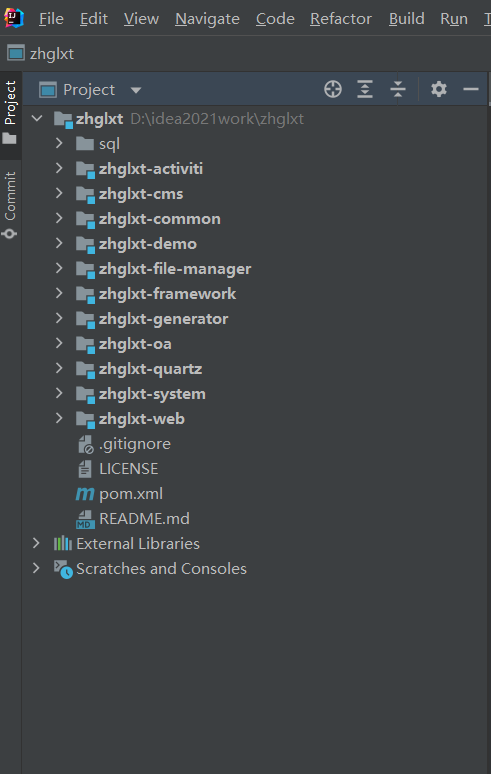 File Edit View Navigate Code Refactor Build Run
zhglxt
Project
Project
Commit
zhglxt D:\idea2021work\zhglxt
sql
zhglxt-activiti
zhglxt-cms
zhglxt-common
zhglxt-demo
zhglxt-file-manager
zhglxt-framework
zhglxt-generator
zhglxt-oa
zhglxt-quartz
zhglxt-system
zhglxt-web
.gitignore
LICENSE
m pom.xml
MD README.md
External Libraries
Scratches and Consoles